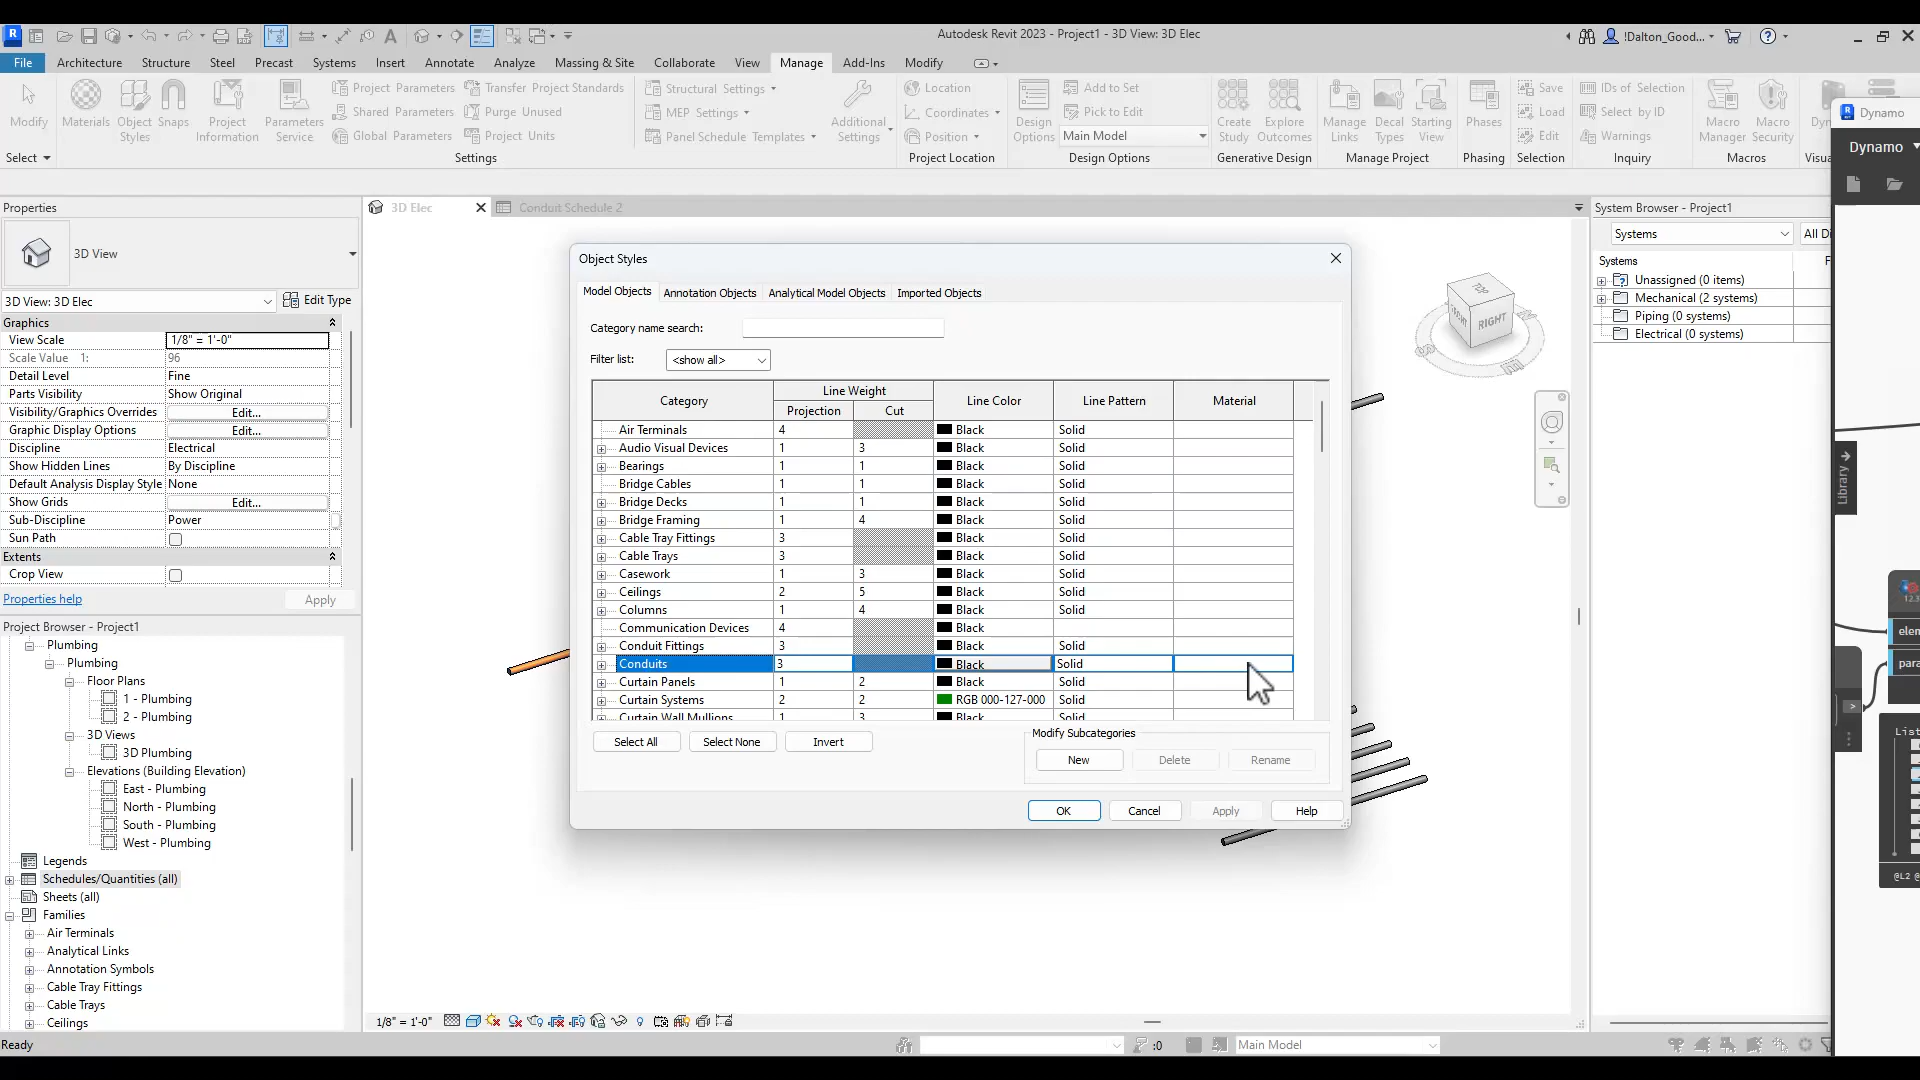 Autodesk Revit 2023 - Project1 - 3D View: 3D Elec
!Dalton_Good...
File Architecture Structure Steel Precast Systems Insert Annotate Analyze Massing & Site Collaborate View Manage Add-Ins Modify
Modify
Materials
Object Styles
Snaps
Project Information
Parameters Service
Project Parameters
Shared Parameters
Global Parameters
Transfer Project Standards
Purge Unused
Project Units
Structural Settings
MEP Settings
Panel Schedule Templates
Additional Settings
Location
Coordinates
Position
Design Options
Add to Set
Pick to Edit
Main Model
Create Study
Explore Outcomes
Manage Links
Decal Types
Starting View
Phases
Save
Load
Edit
IDs of Selection
Select by ID
Warnings
Macro Manager
Macro Security
Select
Settings
Project Location
Design Options
Generative Design
Manage Project
Phasing
Selection
Inquiry
Macros
Dynamo
Dynamo
Properties
3D View
3D View: 3D Elec
Edit Type
Graphics
View Scale 1/8" = 1'-0"
Scale Value 1: 96
Detail Level Fine
Parts Visibility Show Original
Visibility/Graphics Overrides Edit...
Graphic Display Options Edit...
Discipline Electrical
Show Hidden Lines By Discipline
Default Analysis Display Style None
Show Grids Edit...
Sub-Discipline Power
Sun Path
Extents
Crop View
Properties help
Apply
Project Browser - Project1
Plumbing
Plumbing
Floor Plans
1 - Plumbing
2 - Plumbing
3D Views
3D Plumbing
Elevations (Building Elevation)
East - Plumbing
North - Plumbing
South - Plumbing
West - Plumbing
Legends
Schedules/Quantities (all)
Sheets (all)
Families
Air Terminals
Analytical Links
Annotation Symbols
Cable Tray Fittings
Cable Trays
Ceilings
3D Elec
Conduit Schedule 2
Object Styles
Model Objects Annotation Objects Analytical Model Objects Imported Objects
Category name search:
Filter list: <show all>
Category Line Weight Line Color Line Pattern Material
Projection Cut
Air Terminals 4 Black Solid
Audio Visual Devices 1 3 Black Solid
Bearings 1 1 Black Solid
Bridge Cables 1 1 Black Solid
Bridge Decks 1 1 Black Solid
Bridge Framing 1 4 Black Solid
Cable Tray Fittings 3 Black Solid
Cable Trays 3 Black Solid
Casework 1 3 Black Solid
Ceilings 2 5 Black Solid
Columns 1 4 Black Solid
Communication Devices 4 Black
Conduit Fittings 3 Black Solid
Conduits 3 Black Solid
Curtain Panels 1 2 Black Solid
Curtain Systems 2 2 RGB 000-127-000 Solid
Curtain Wall Mullions 1 3 Black Solid
Select All
Select None
Invert
Modify Subcategories
New
Delete
Rename
OK
Cancel
Apply
Help
TOP
FRONT
RIGHT
System Browser - Project1
Systems
Systems
Unassigned (0 items)
Mechanical (2 systems)
Piping (0 systems)
Electrical (0 systems)
Library
1/8" = 1'-0"
Ready
:0
Main Model